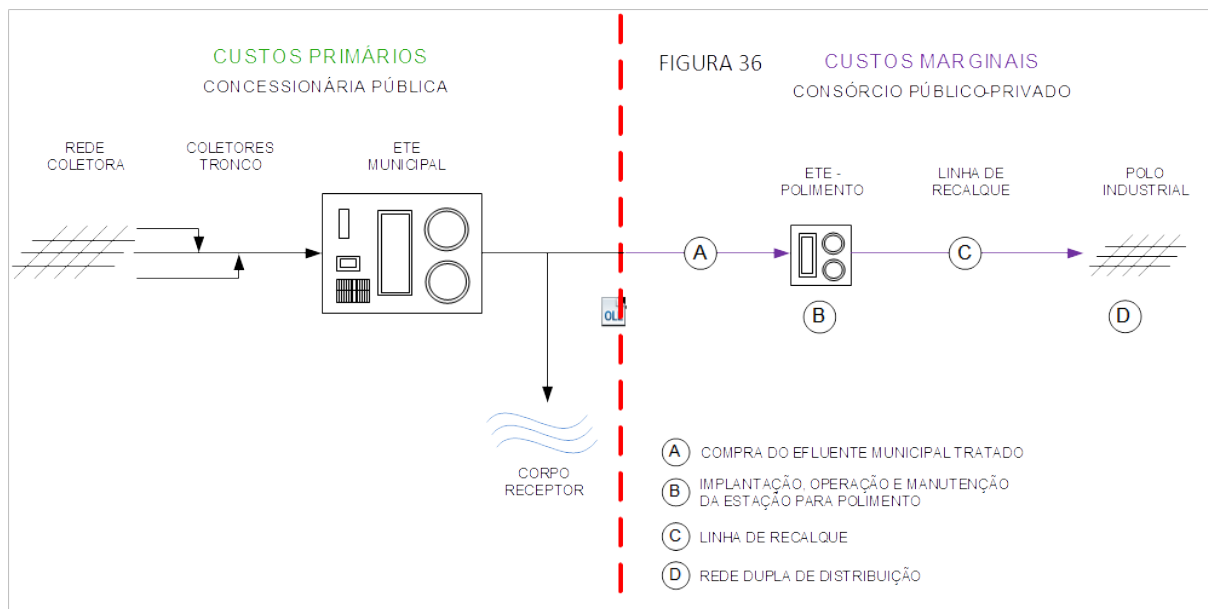 CUSTOS PRIMÁRIOS
CONCESSIONÁRIA PÚBLICA
FIGURA 36
CUSTOS MARGINAIS
CONSÓRCIO PÚBLICO-PRIVADO
REDE
COLETORA
COLETORES
TRONCO
ETE
MUNICIPAL
ETE -
POLIMENTO
LINHA DE
RECALQUE
POLO
INDUSTRIAL
A
C
B
D
CORPO
RECEPTOR
A COMPRA DO EFLUENTE MUNICIPAL TRATADO
B IMPLANTAÇÃO, OPERAÇÃO E MANUTENÇÃO
DA ESTAÇÃO PARA POLIMENTO
C LINHA DE RECALQUE
D REDE DUPLA DE DISTRIBUIÇÃO